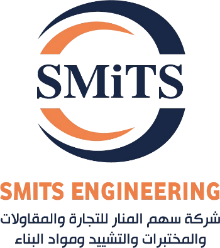 SMiTS
SMITS ENGINEERING
شركة سهم المنار للتجارة والمقاولات
والمختبرات والتشييد ومواد البناء